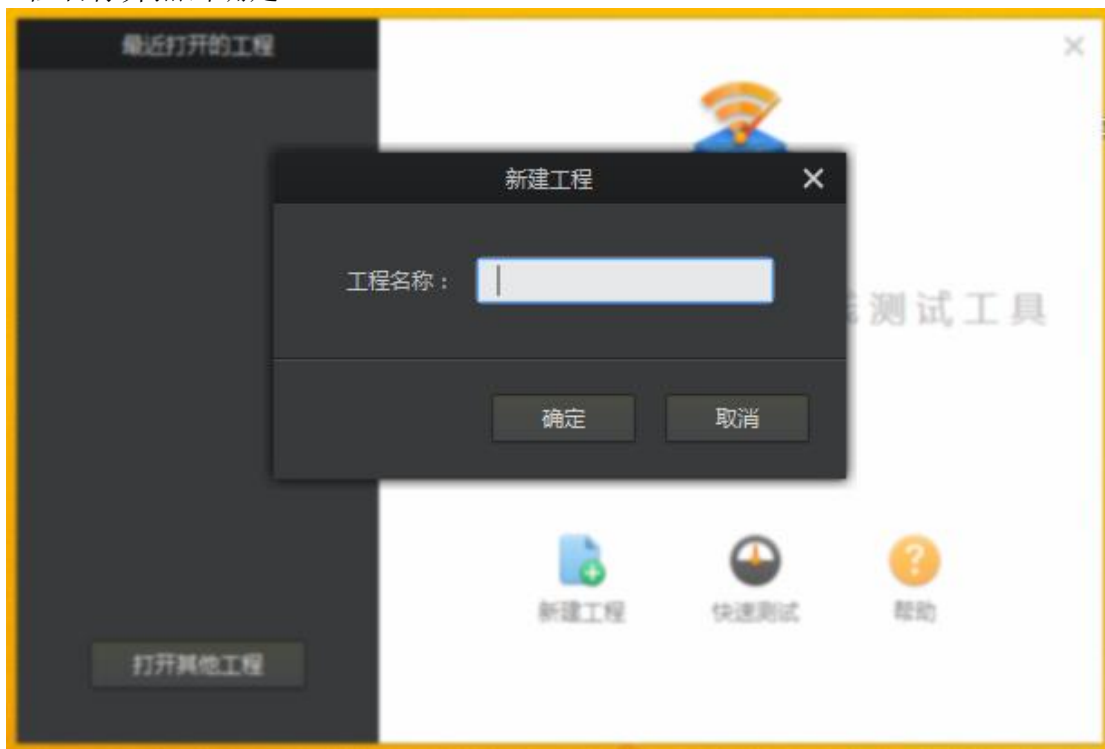 最近打开的工程
新建工程
工程名称：
测试工具
确定
取消
新建工程
快速测试
帮助
打开其他工程